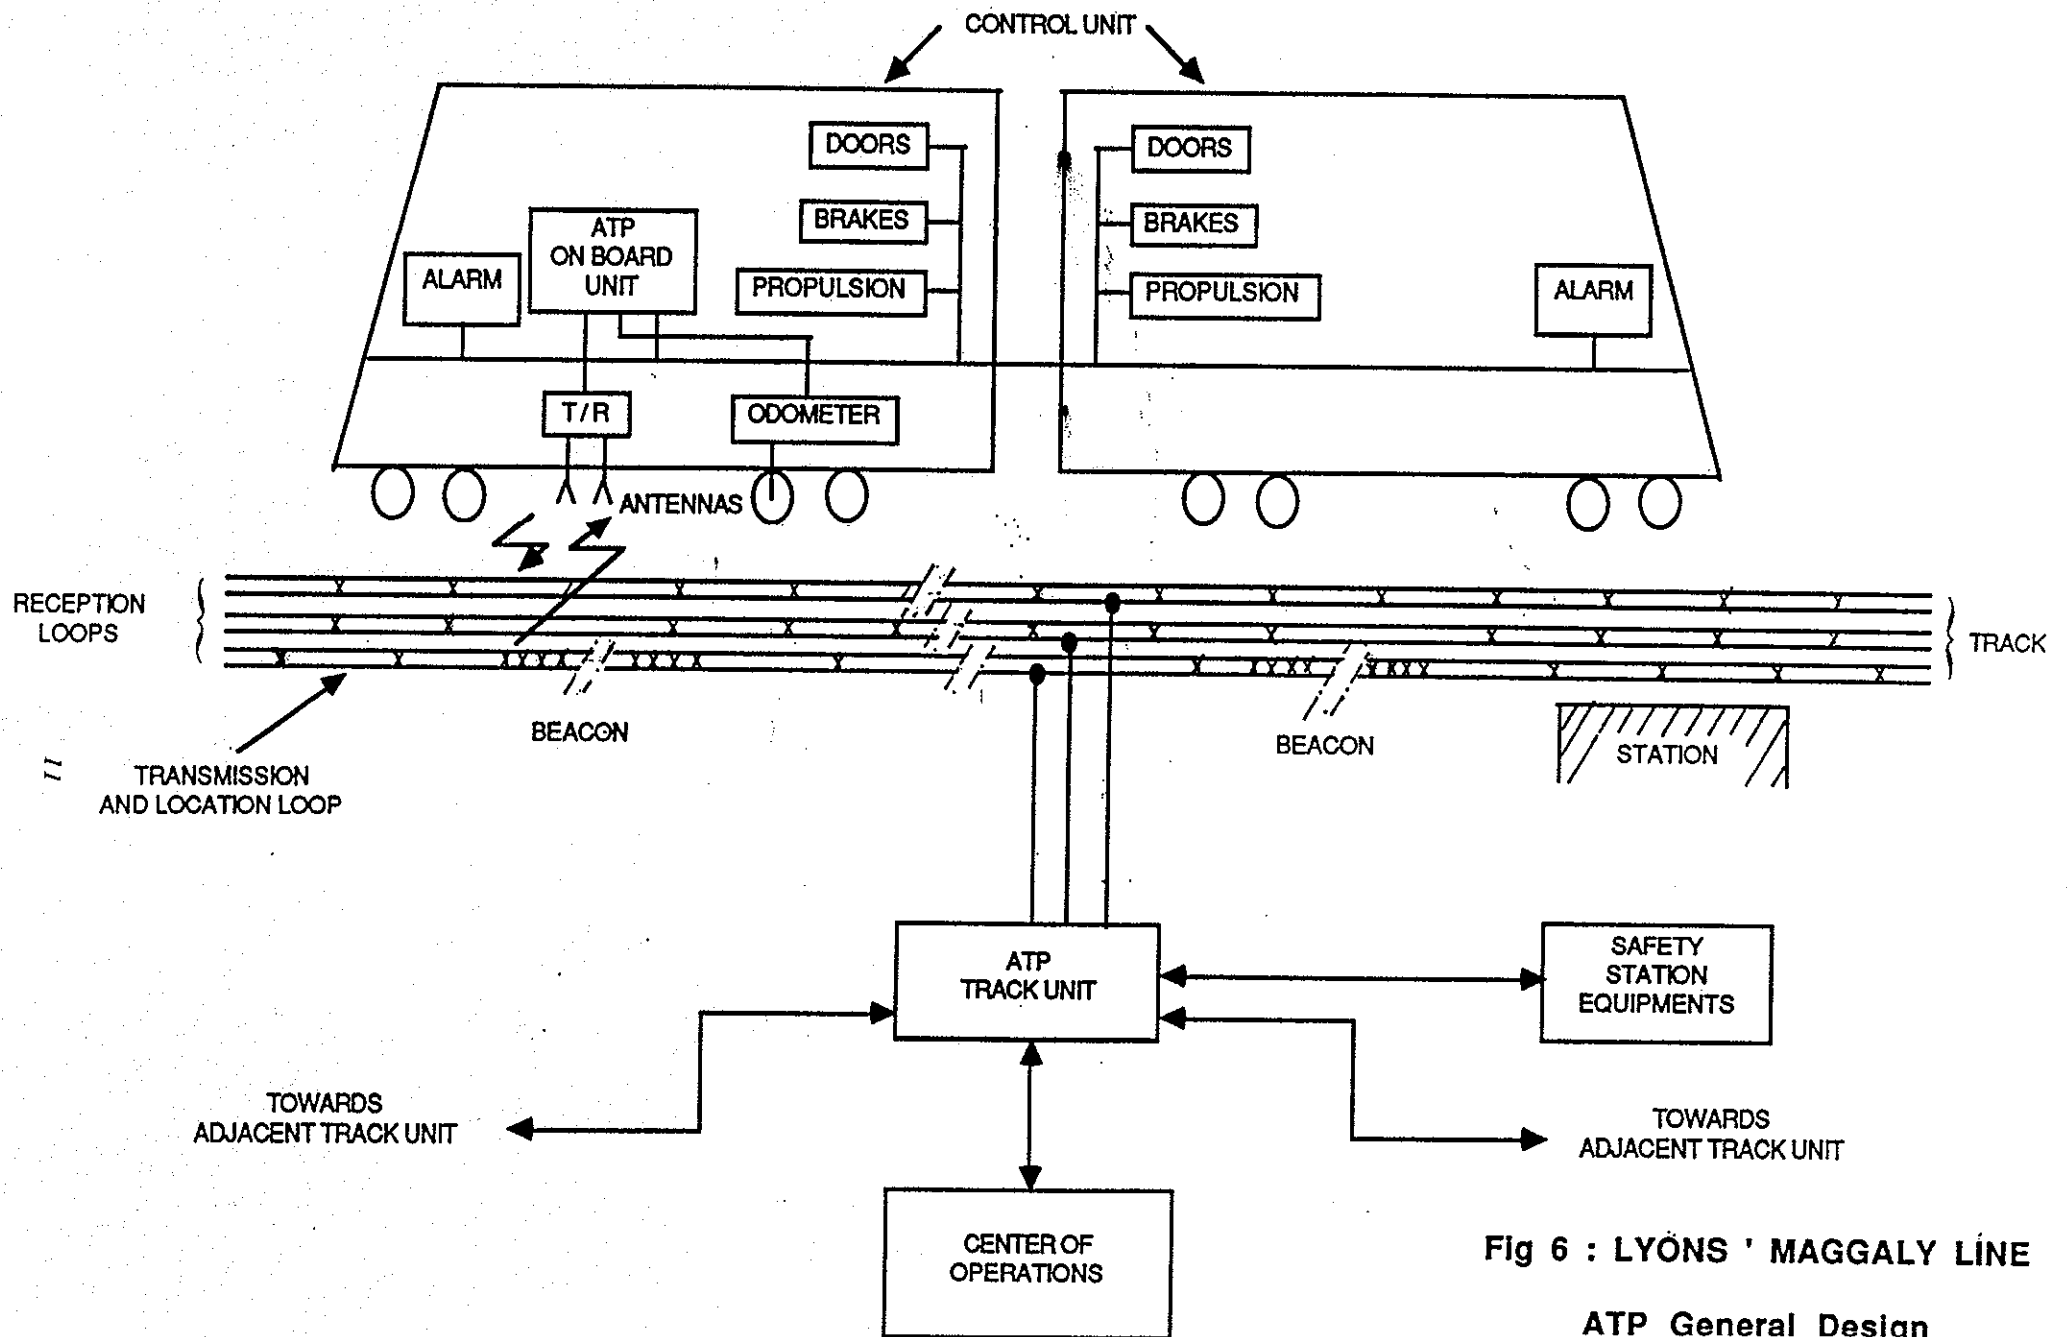 CONTROL UNIT
DOORS
DOORS
BRAKES
BRAKES
ATP
ON BOARD
UNIT
ALARM
PROPULSION
PROPULSION
ALARM
T/R
ODOMETER
ANTENNAS
RECEPTION
LOOPS
TRACK
BEACON
BEACON
STATION
TRANSMISSION
AND LOCATION LOOP
11
ATP
TRACK UNIT
SAFETY
STATION
EQUIPMENTS
TOWARDS
ADJACENT TRACK UNIT
TOWARDS
ADJACENT TRACK UNIT
CENTER OF
OPERATIONS
Fig 6 : LYONS ' MAGGALY LINE
ATP General Design